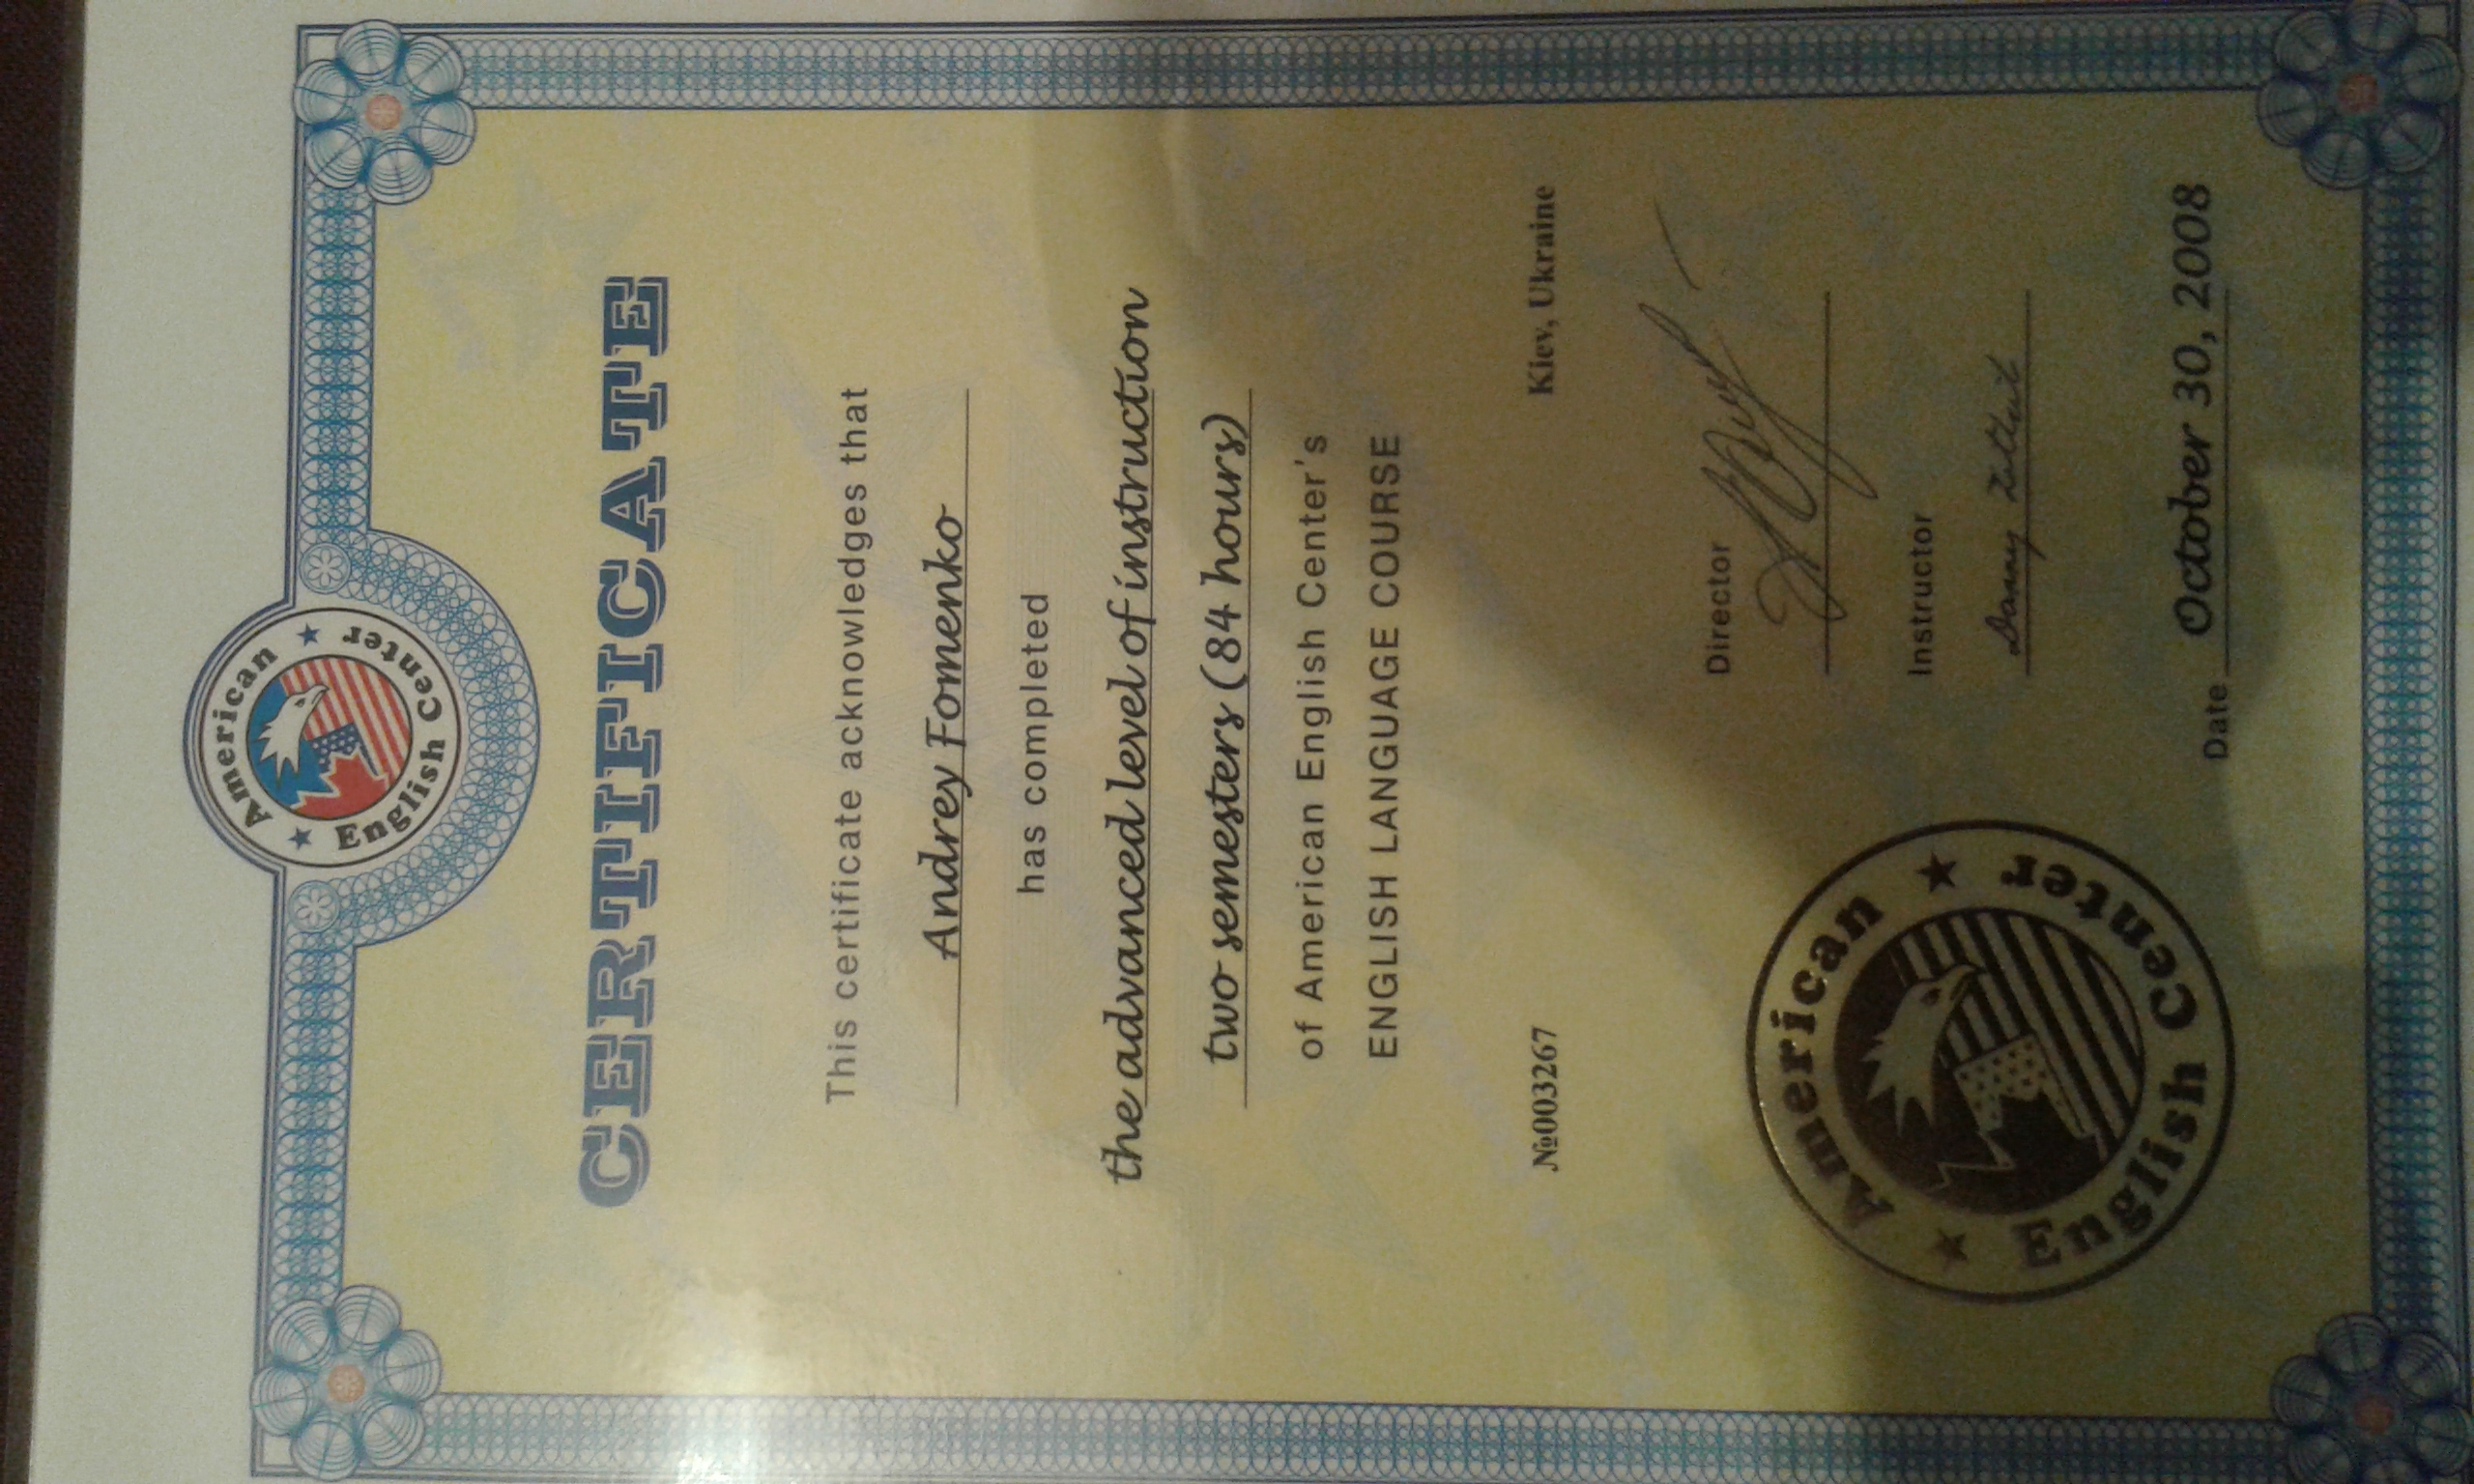 American English Center
CERTIFICATE
This certificate acknowledges that
Andrey Fomenko
has completed
the advanced level of instruction
two semesters (84 hours)
of American English Center's
ENGLISH LANGUAGE COURSE
№003267
Kiev, Ukraine
Director
Instructor
Danny
Date October 30, 2008
American English Center